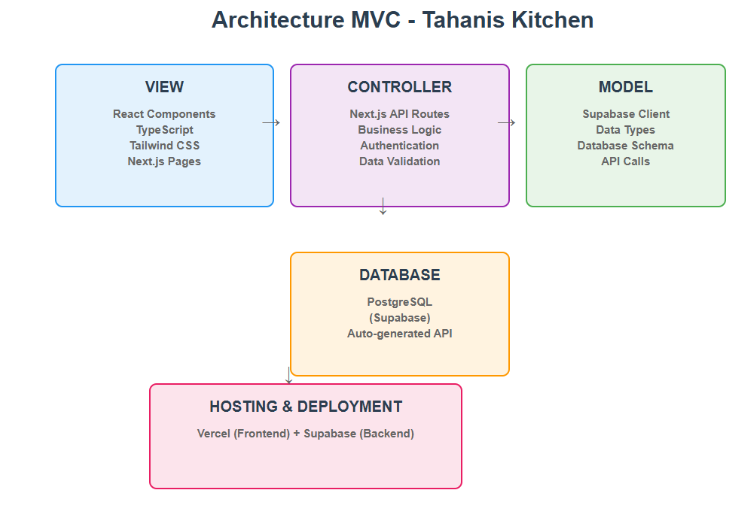 Architecture MVC - Tahanis Kitchen
VIEW
React Components
TypeScript
Tailwind CSS
Next.js Pages
→
CONTROLLER
Next.js API Routes
Business Logic
Authentication
Data Validation
→
MODEL
Supabase Client
Data Types
Database Schema
API Calls
↓
DATABASE
PostgreSQL
(Supabase)
Auto-generated API
↓
HOSTING & DEPLOYMENT
Vercel (Frontend) + Supabase (Backend)